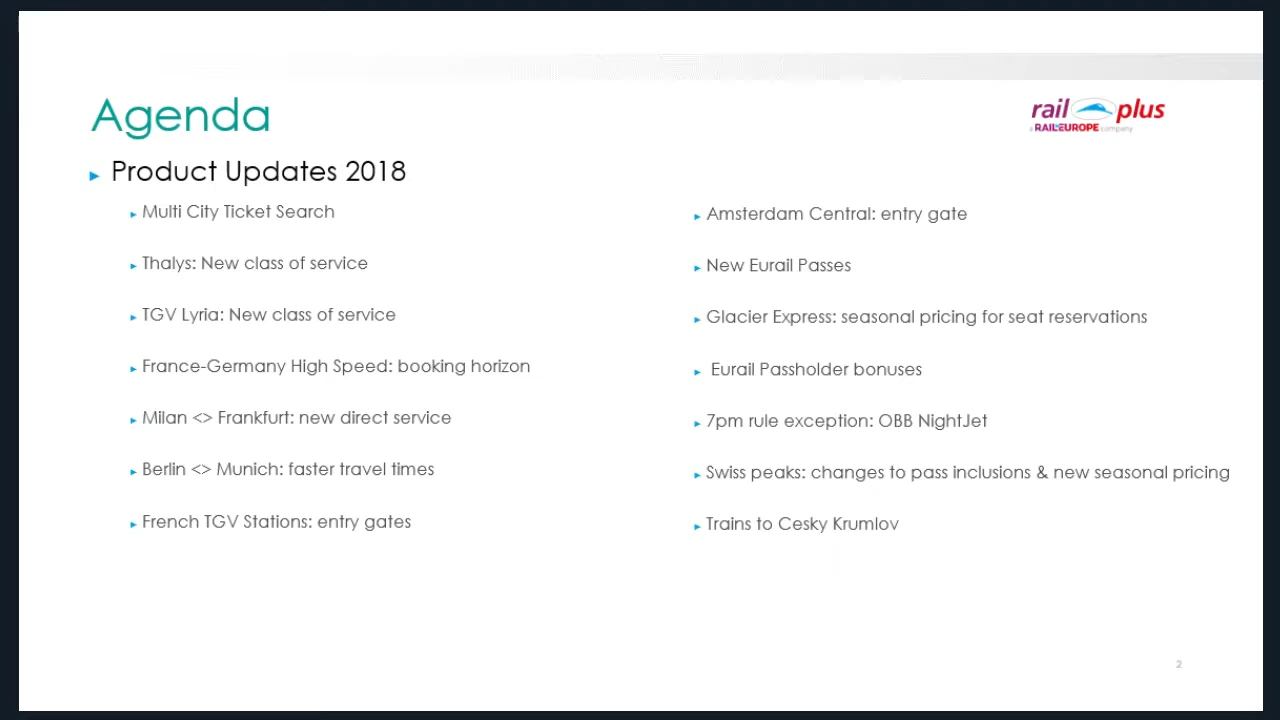 Agenda
rail plus
a RAIL EUROPE company
Product Updates 2018
Multi City Ticket Search
Thalys: New class of service
TGV Lyria: New class of service
France-Germany High Speed: booking horizon
Milan <> Frankfurt: new direct service
Berlin <> Munich: faster travel times
French TGV Stations: entry gates
Amsterdam Central: entry gate
New Eurail Passes
Glacier Express: seasonal pricing for seat reservations
Eurail Passholder bonuses
7pm rule exception: OBB NightJet
Swiss peaks: changes to pass inclusions & new seasonal pricing
Trains to Cesky Krumlov
2